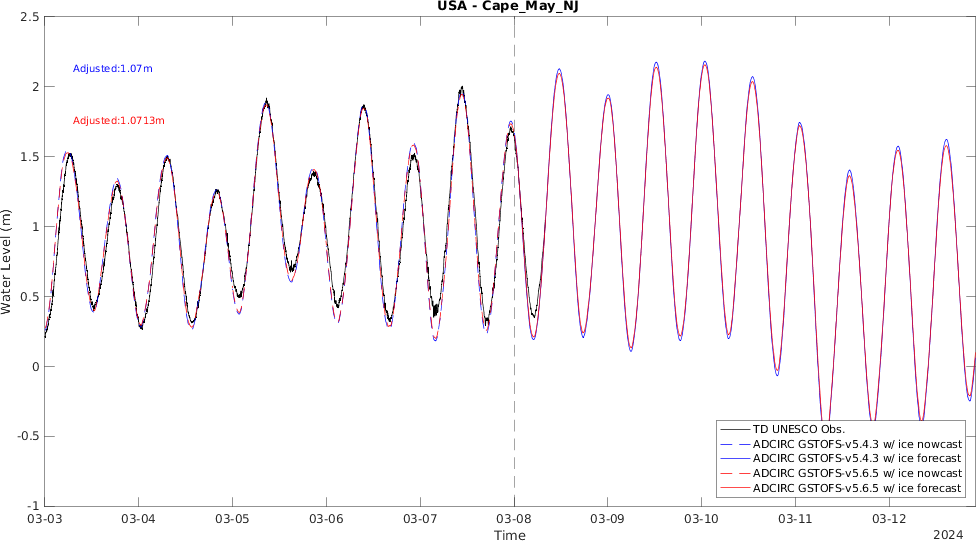 USA - Cape_May_NJ
2.5
Adjusted:1.07m
2
Adjusted:1.0713m
1.5
1
Water Level (m)
0.5
0
-0.5
-1
TD UNESCO Obs.
ADCIRC GSTOFS-v5.4.3 w/ ice nowcast
ADCIRC GSTOFS-v5.4.3 w/ ice forecast
ADCIRC GSTOFS-v5.6.5 w/ ice nowcast
ADCIRC GSTOFS-v5.6.5 w/ ice forecast
03-03 03-04 03-05 03-06 03-07 03-08 03-09 03-10 03-11 03-12
Time
2024